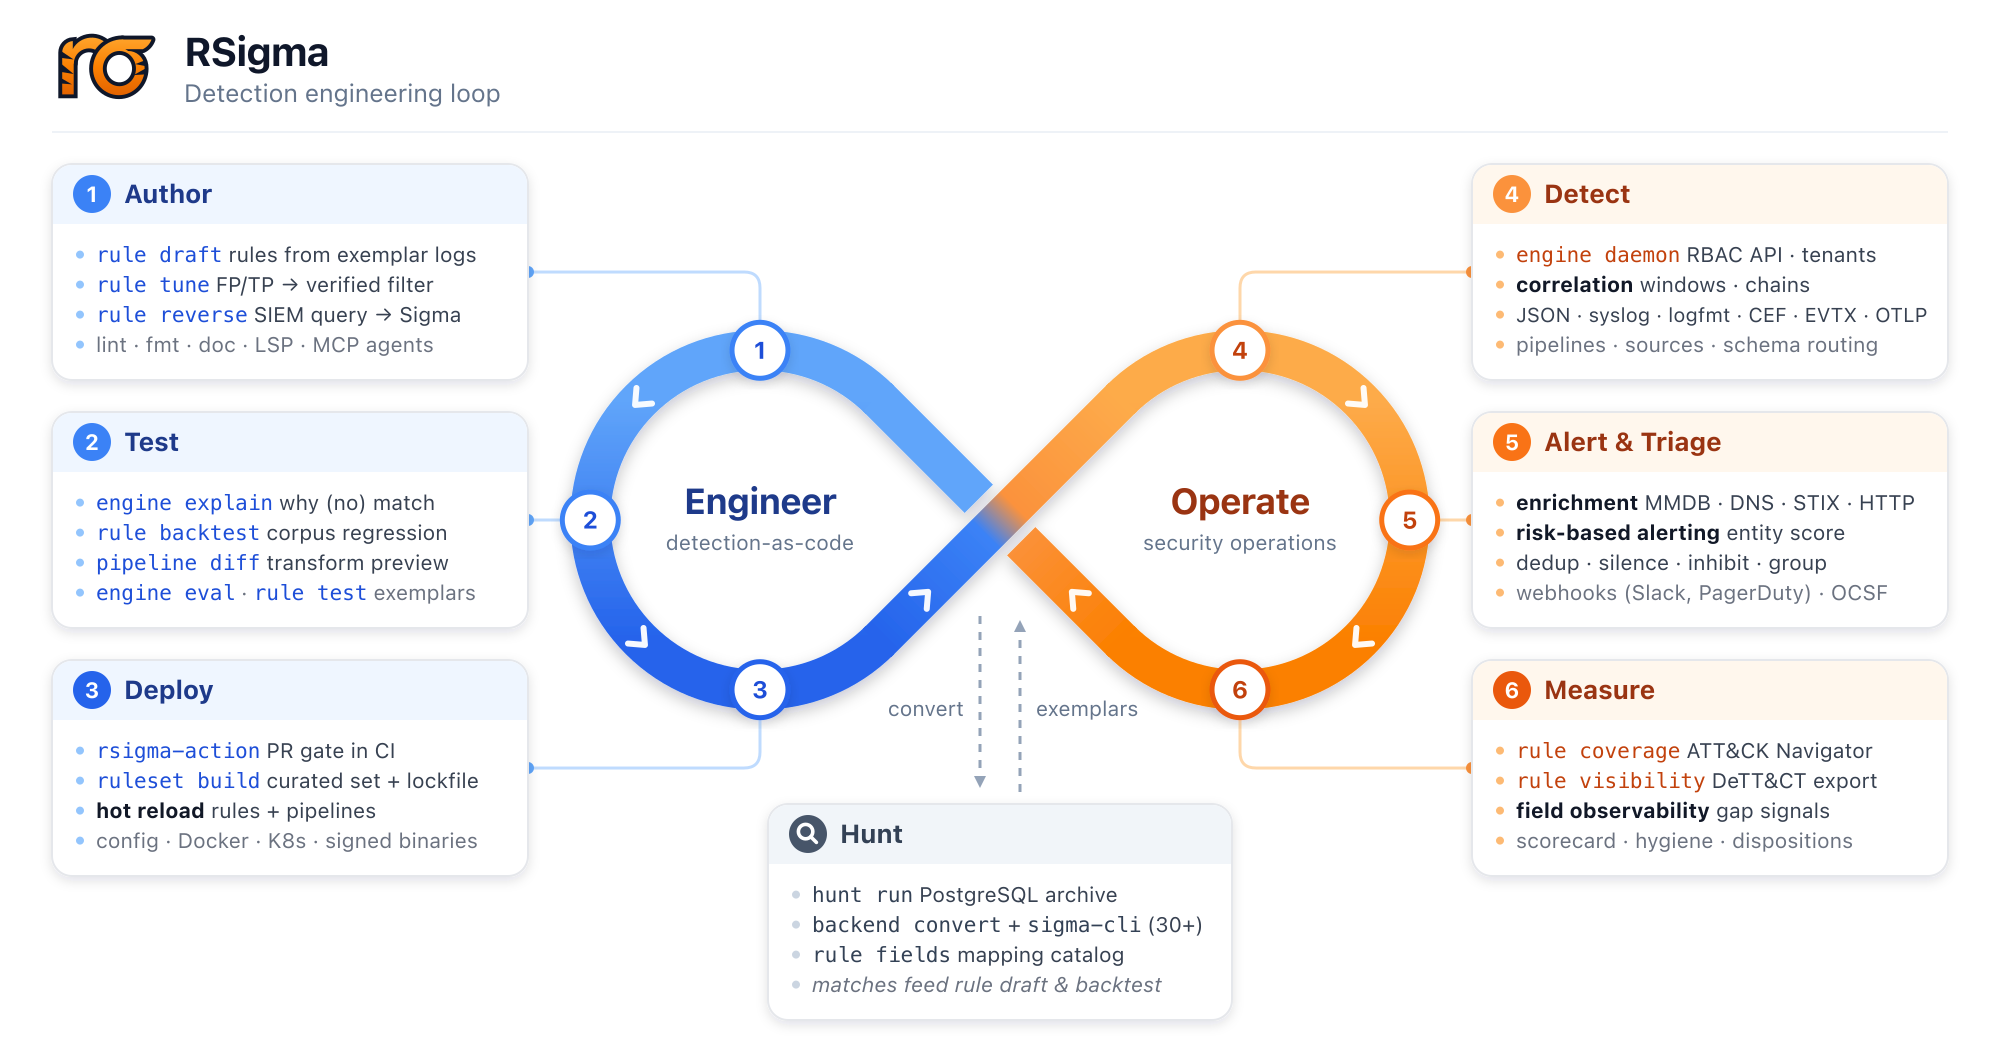 RSigma
Detection engineering loop
1 Author
rule draft rules from exemplar logs
rule tune FP/TP → verified filter
rule reverse SIEM query → Sigma
lint · fmt · doc · LSP · MCP agents
2 Test
engine explain why (no) match
rule backtest corpus regression
pipeline diff transform preview
engine eval · rule test exemplars
3 Deploy
rsigma-action PR gate in CI
ruleset build curated set + lockfile
hot reload rules + pipelines
config · Docker · K8s · signed binaries
1
2
3
Engineer
detection-as-code
4
5
6
Operate
security operations
convert
exemplars
Hunt
hunt run PostgreSQL archive
backend convert + sigma-cli (30+)
rule fields mapping catalog
matches feed rule draft & backtest
4 Detect
engine daemon RBAC API · tenants
correlation windows · chains
JSON · syslog · logfmt · CEF · EVTX · OTLP
pipelines · sources · schema routing
5 Alert & Triage
enrichment MMDB · DNS · STIX · HTTP
risk-based alerting entity score
dedup · silence · inhibit · group
webhooks (Slack, PagerDuty) · OCSF
6 Measure
rule coverage ATT&CK Navigator
rule visibility DeTT&CT export
field observability gap signals
scorecard · hygiene · dispositions